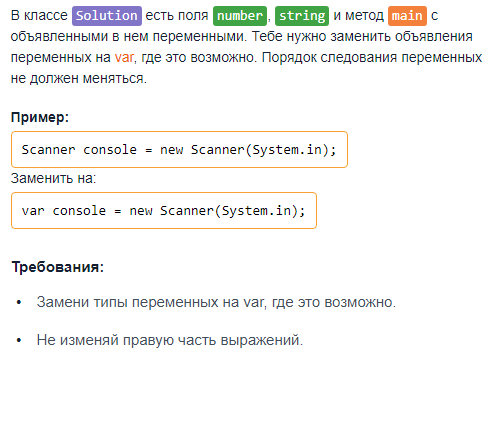 В классе Solution есть поля number, string и метод main с
объявленными в нем переменными. Тебе нужно заменить объявления
переменных на var, где это возможно. Порядок следования переменных
не должен меняться.
Пример:
Scanner console = new Scanner(System.in);
Заменить на:
var console = new Scanner(System.in);
Требования:
• Замени типы переменных на var, где это возможно.
• Не изменяй правую часть выражений.